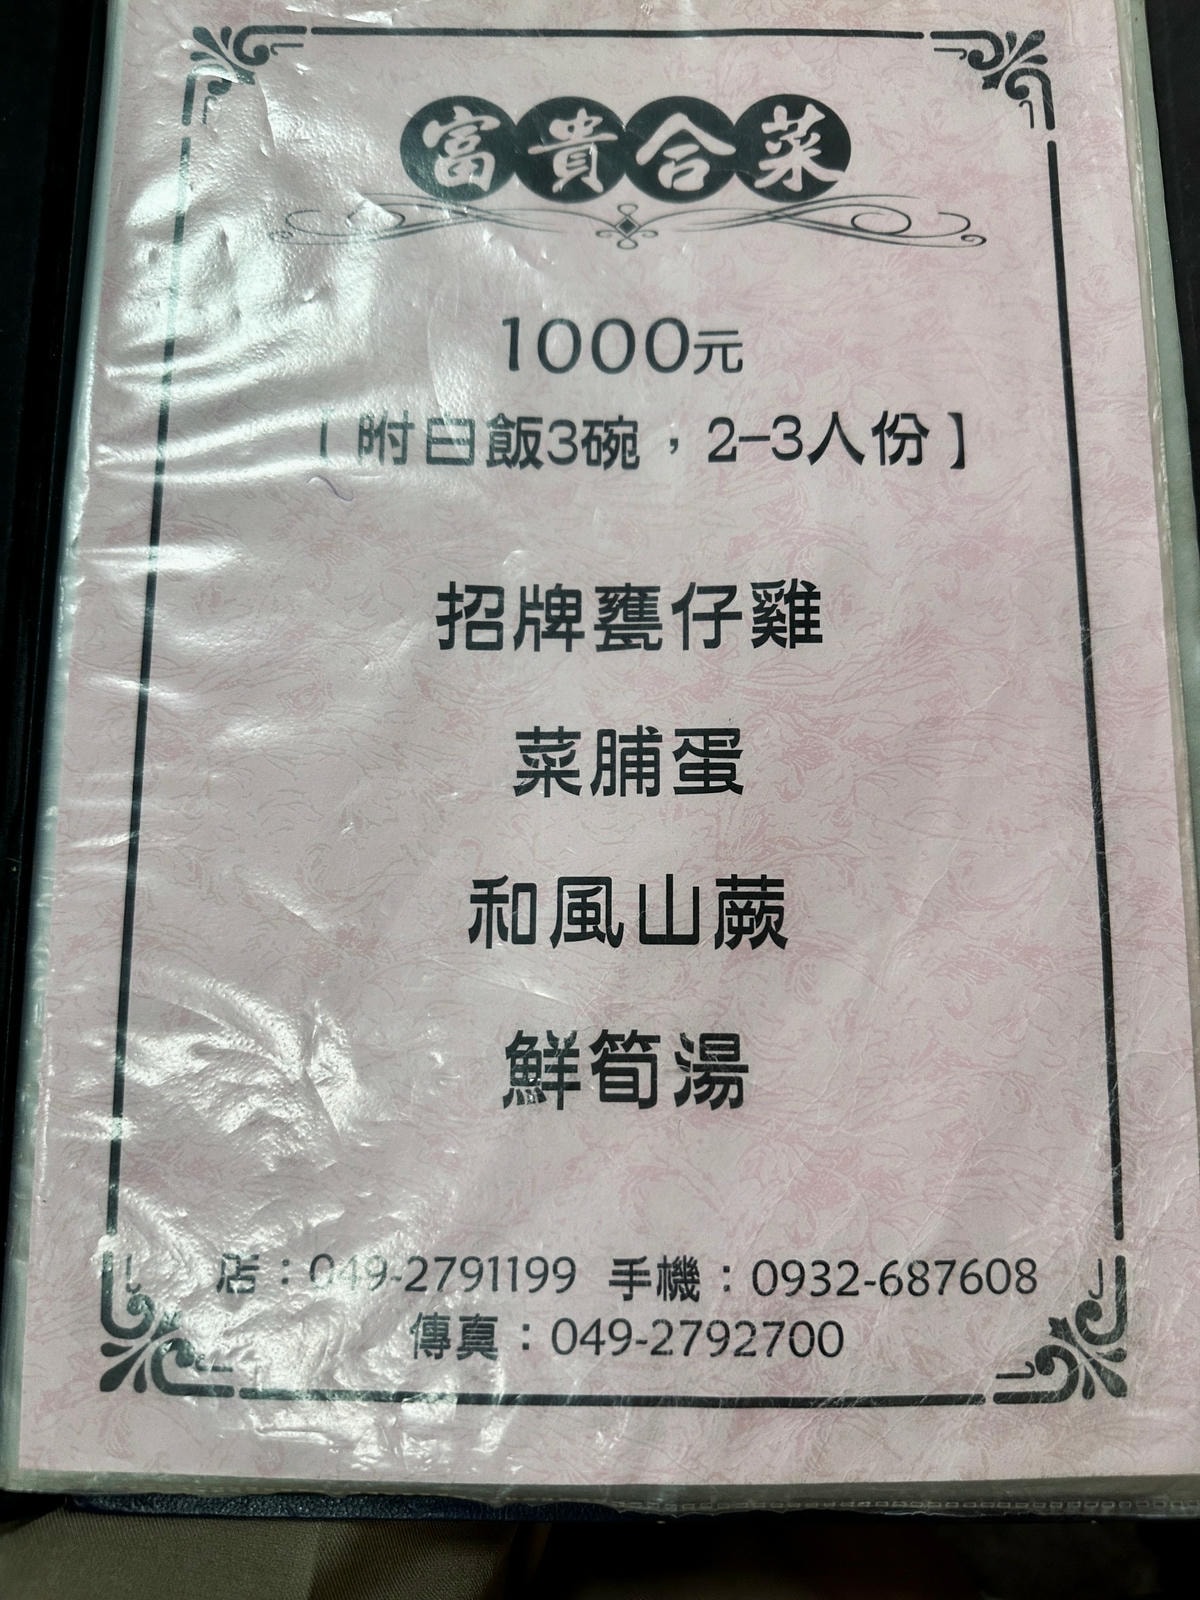 富貴合菜
1000元
【附白飯3碗，2-3人份】
招牌甕仔雞
菜脯蛋
和風山蕨
鮮筍湯
店：049-2791199 手機：0932-687608
傳真：049-2792700